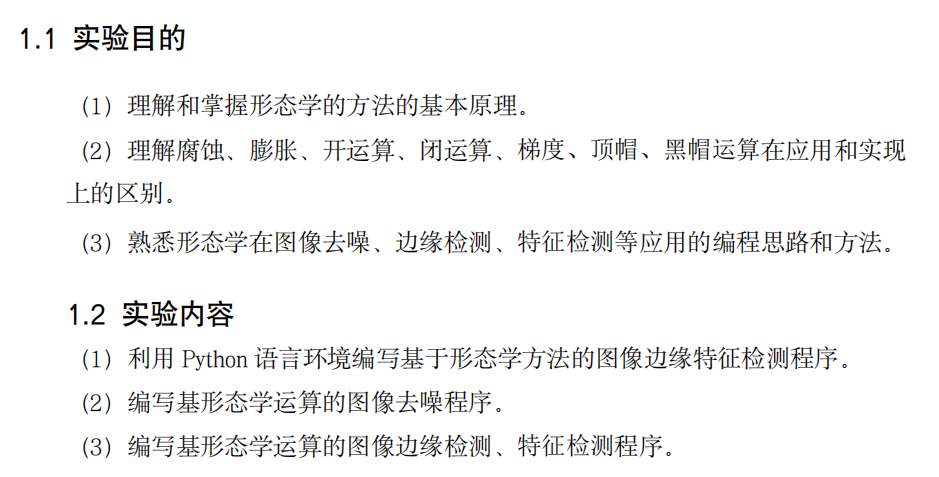 1.1 实验目的
（1）理解和掌握形态学的方法的基本原理。
（2）理解腐蚀、膨胀、开运算、闭运算、梯度、顶帽、黑帽运算在应用和实现
上的区别。
（3）熟悉形态学在图像去噪、边缘检测、特征检测等应用的编程思路和方法。
1.2 实验内容
（1）利用 Python 语言环境编写基于形态学方法的图像边缘特征检测程序。
（2）编写基形态学运算的图像去噪程序。
（3）编写基形态学运算的图像边缘检测、特征检测程序。